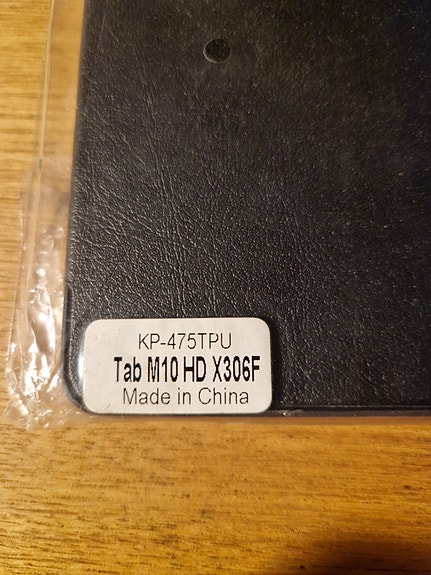 KP-475TPU
Tab M10 HD X306F
Made in China